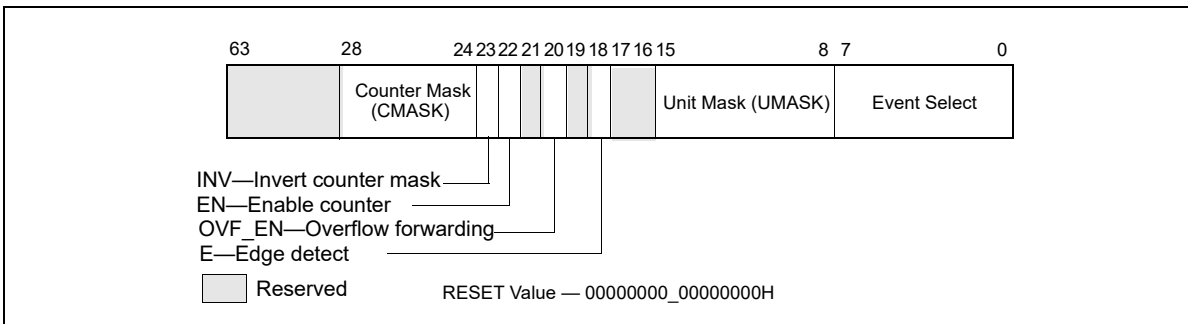 63 28 24 23 22 21 20 19 18 17 16 15 8 7 0
Counter Mask
(CMASK)
Unit Mask (UMASK)
Event Select
INV—Invert counter mask
EN—Enable counter
OVF_EN—Overflow forwarding
E—Edge detect
Reserved
RESET Value — 00000000_00000000H